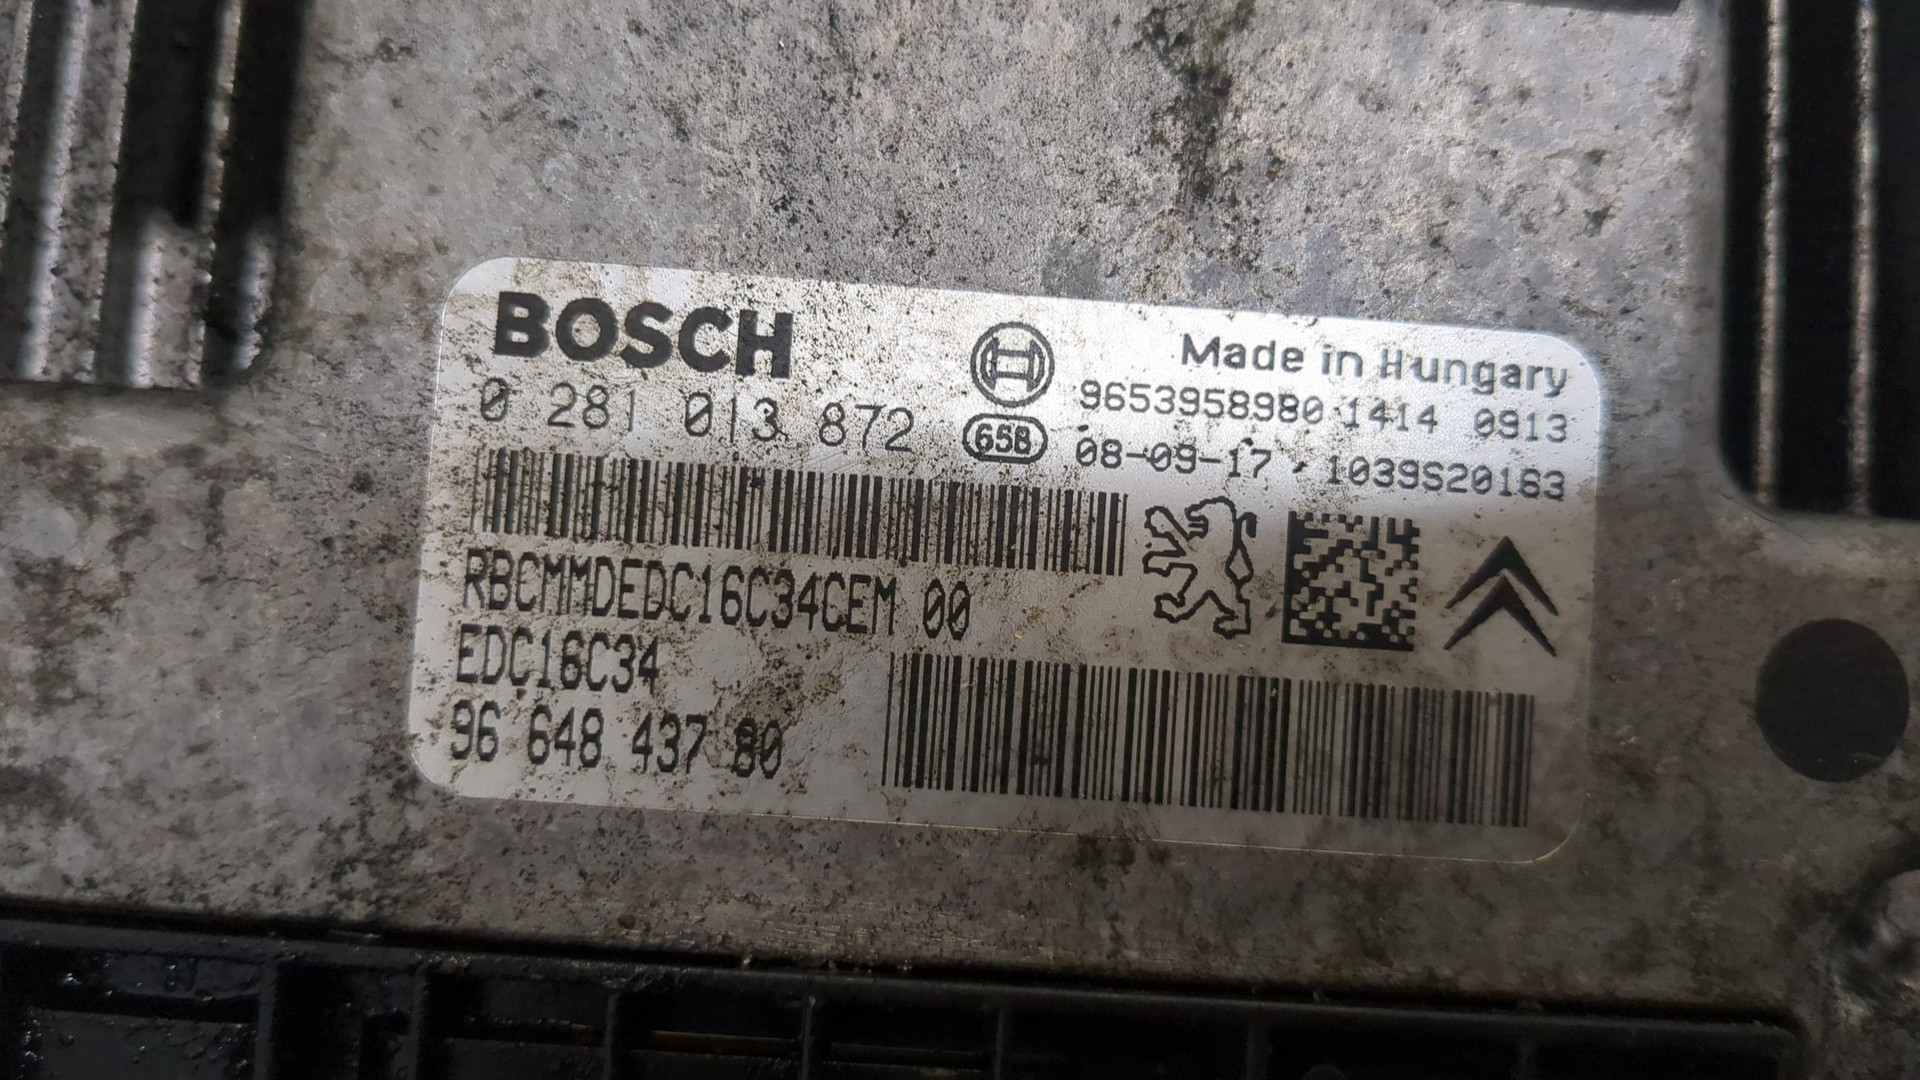 BOSCH
Made in Hungary
0 281 013 872
9653958980 1414 0913
658
08-09-17 · 1039S20163
RBCMMDEDC16C34CEM 00
EDC16C34
96 648 437 80